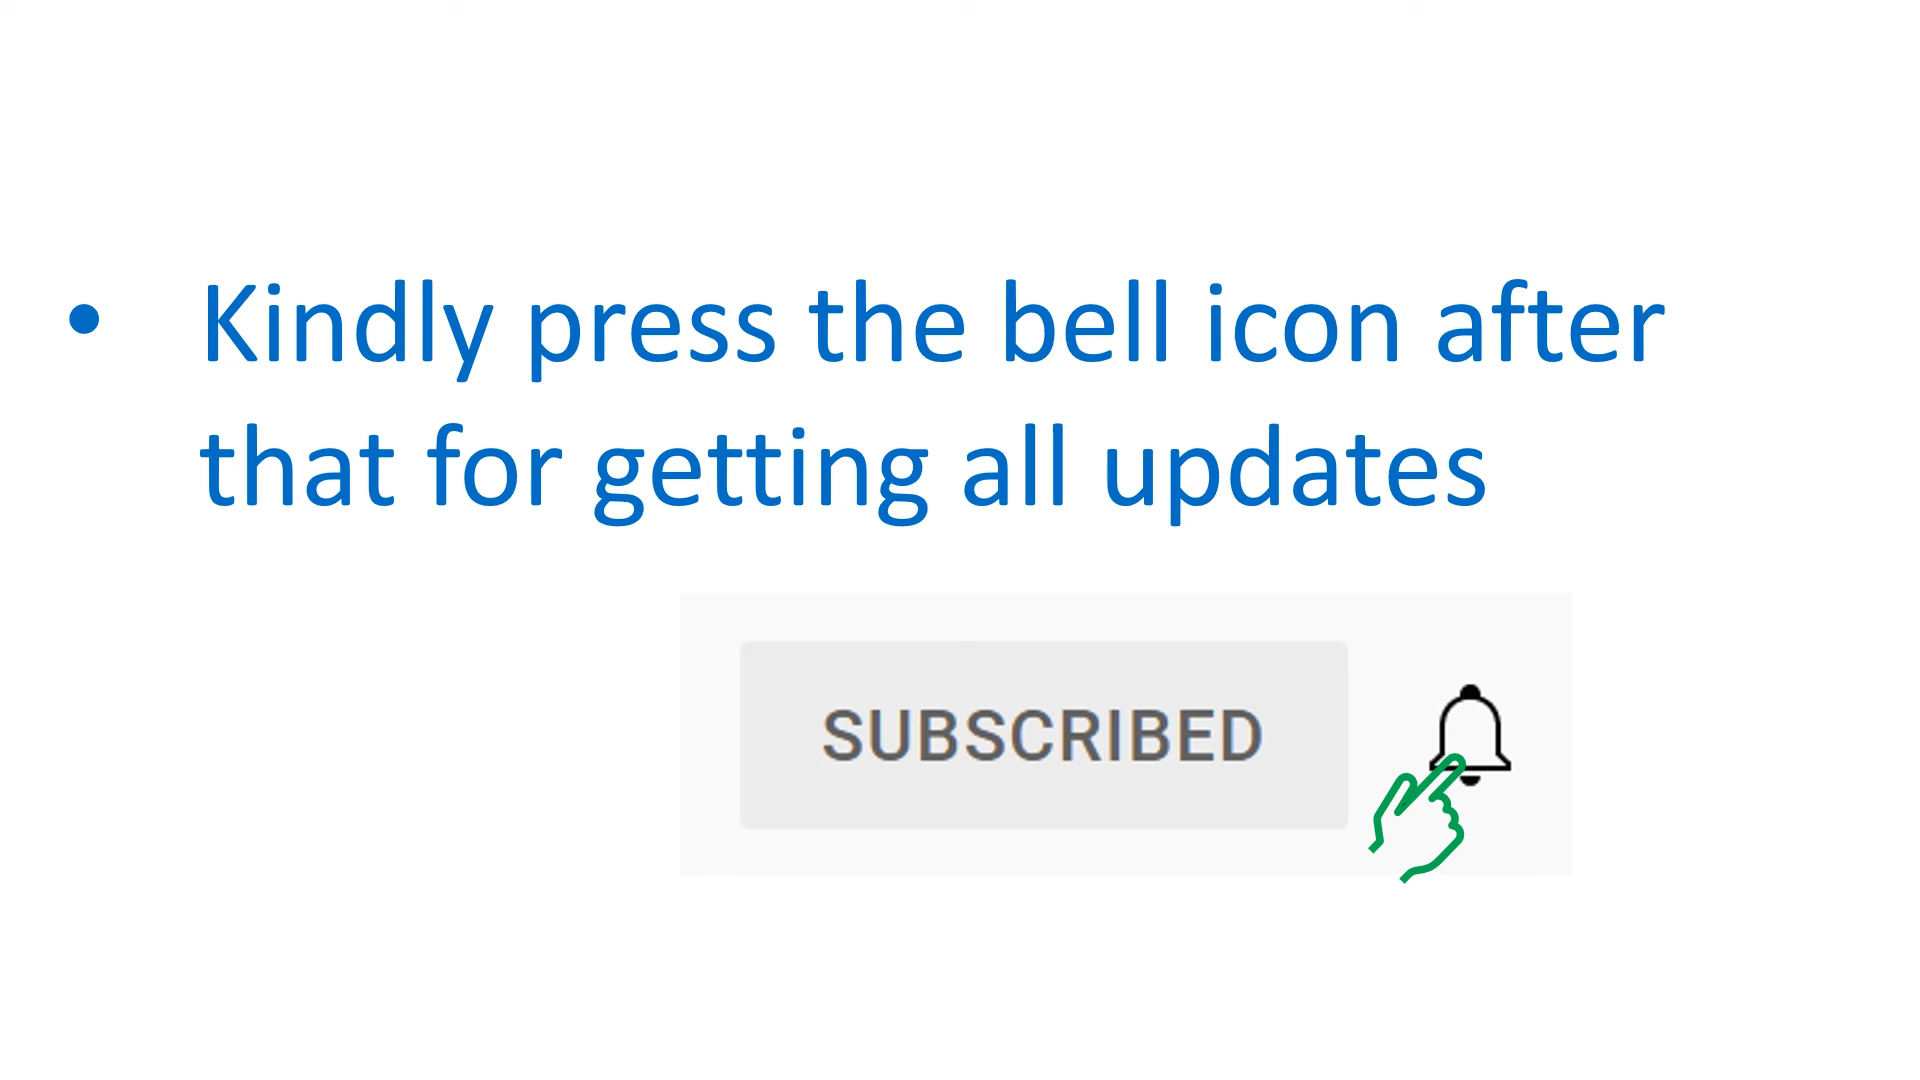 • Kindly press the bell icon after
that for getting all updates
SUBSCRIBED